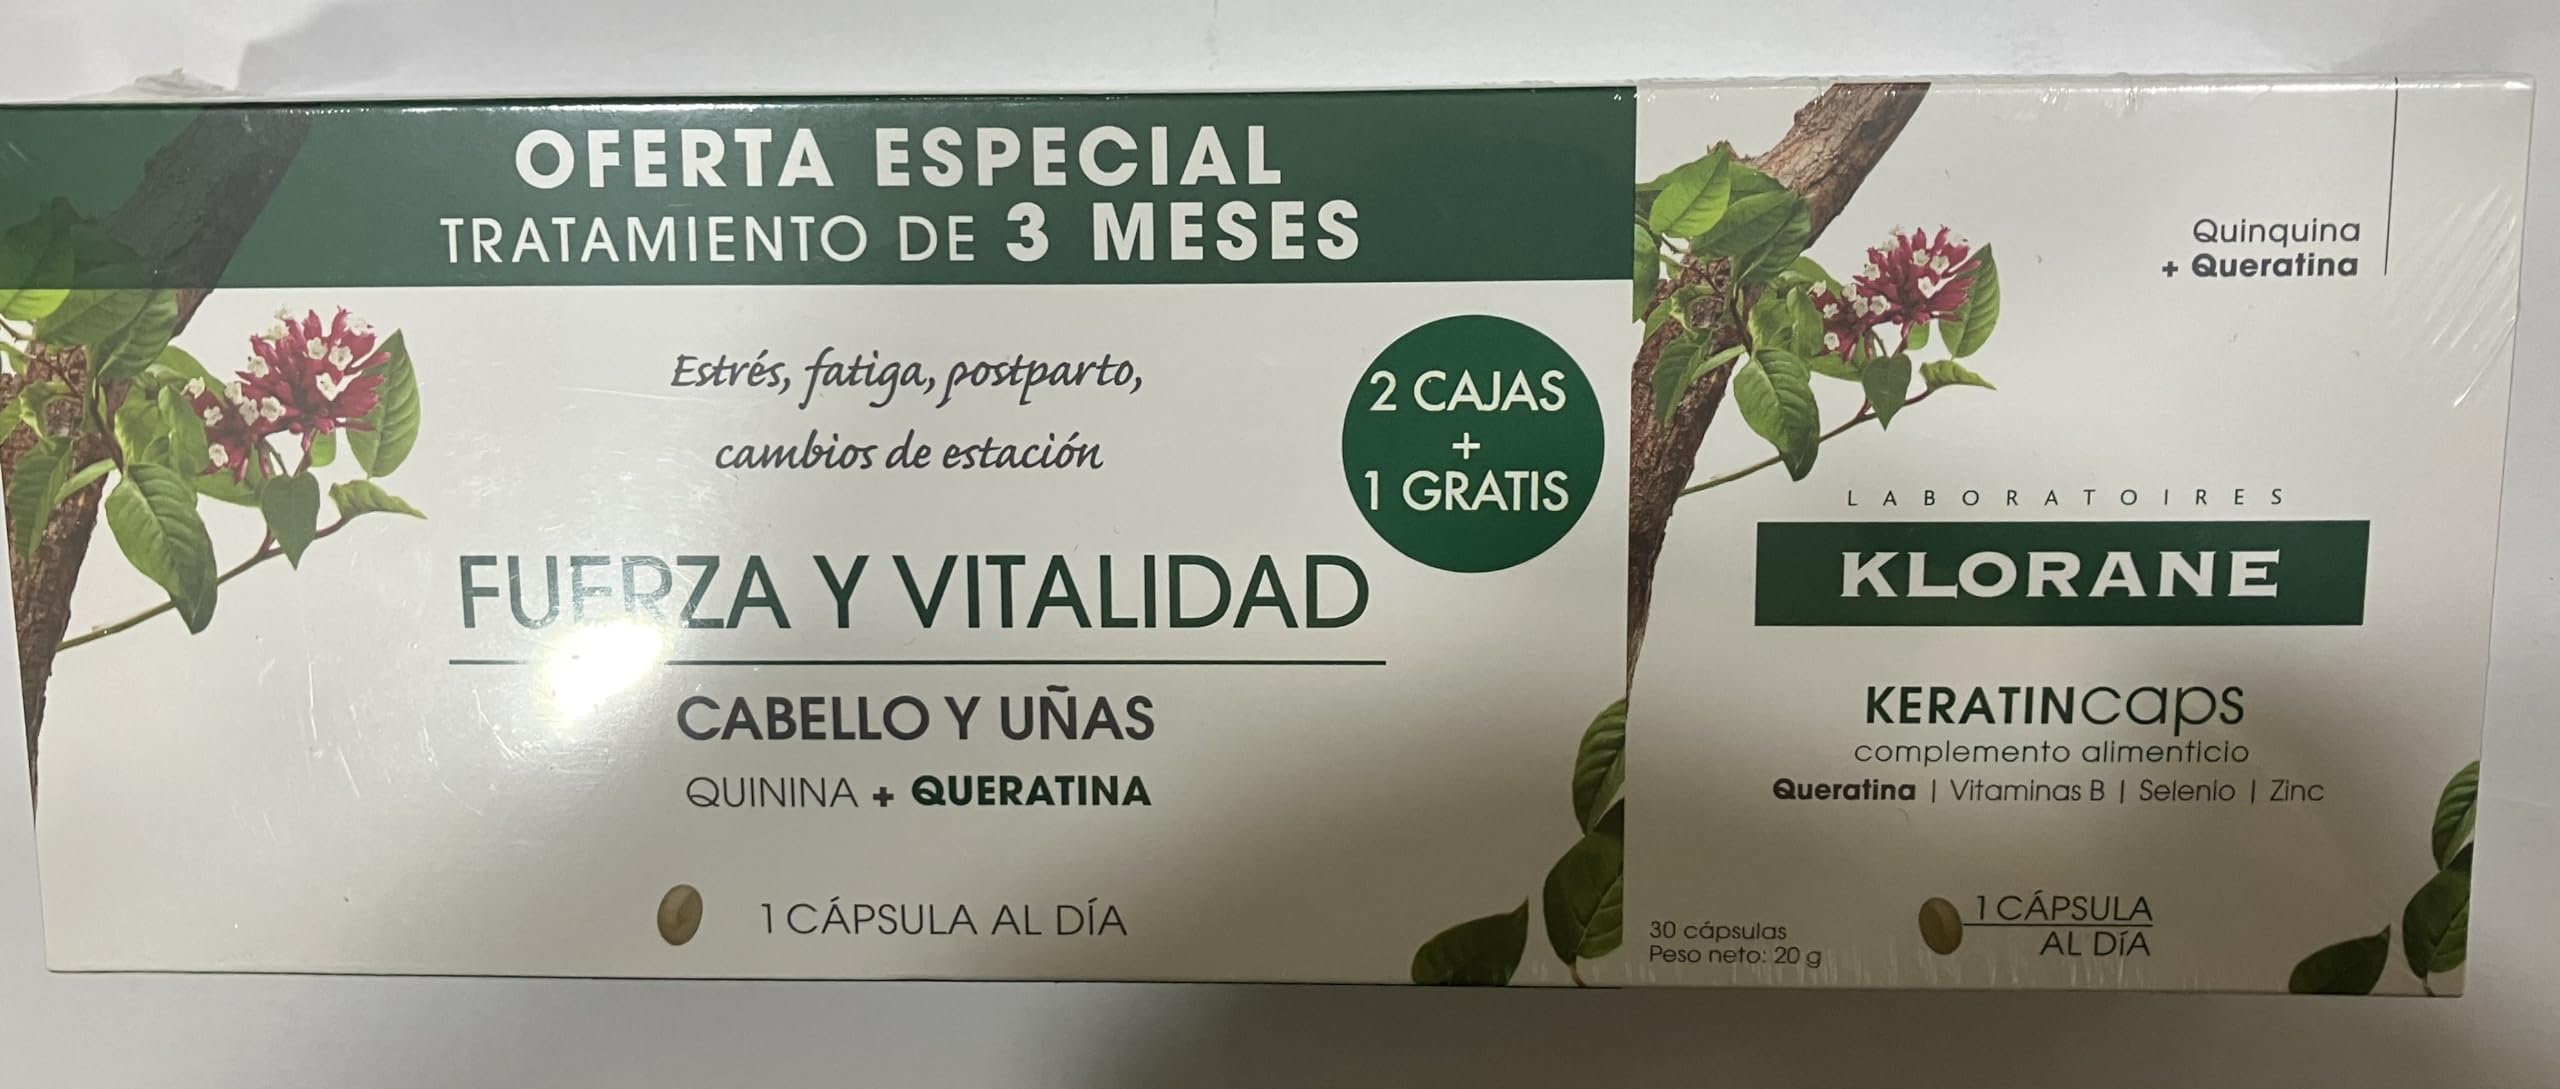 OFERTA ESPECIAL
TRATAMIENTO DE 3 MESES
Estrés, fatiga, postparto,
cambios de estación
2 CAJAS
+
1 GRATIS
FUERZA Y VITALIDAD
CABELLO Y UÑAS
QUININA + QUERATINA
1 CÁPSULA AL DÍA
Quinquina
+ Queratina
LABORATOIRES
KLORANE
KERATINcaps
complemento alimenticio
Queratina | Vitaminas B | Selenio | Zinc
1 CÁPSULA
AL DÍA
30 cápsulas
Peso neto: 20 g